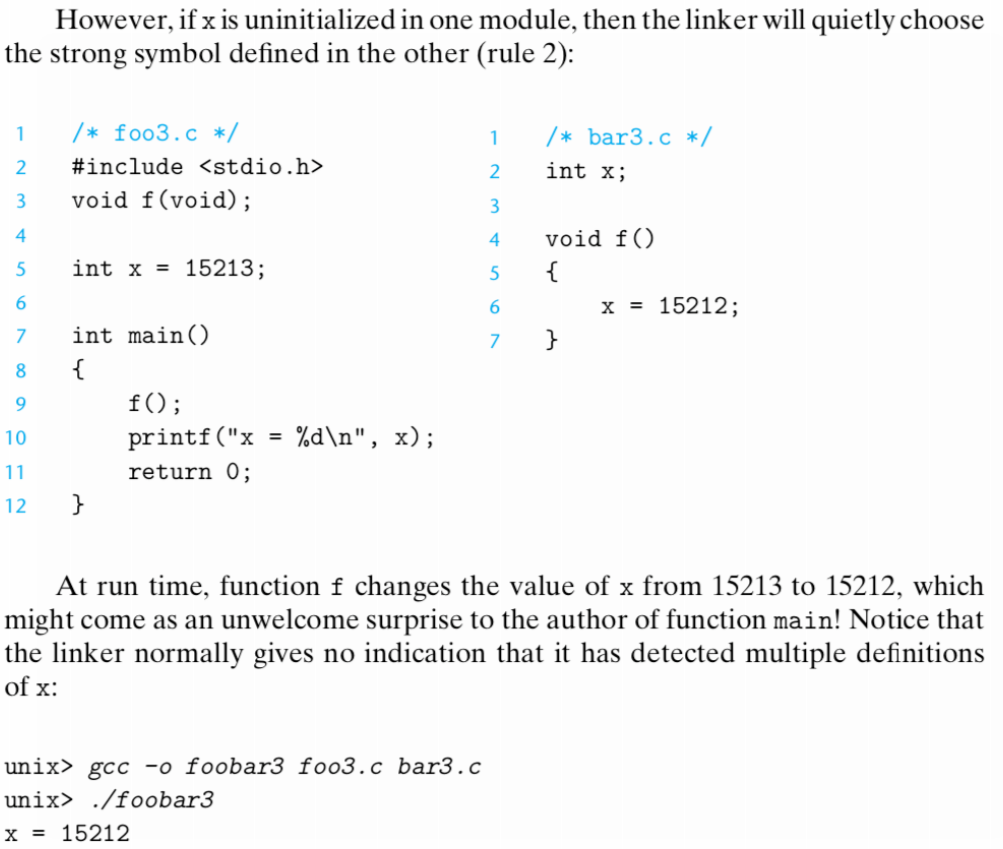 However, if x is uninitialized in one module, then the linker will quietly choose
the strong symbol defined in the other (rule 2):
1 /* foo3.c */
2 #include <stdio.h>
3 void f(void);
4
5 int x = 15213;
6
7 int main()
8 {
9 f();
10 printf("x = %d\n", x);
11 return 0;
12 }
1 /* bar3.c */
2 int x;
3
4 void f()
5 {
6 x = 15212;
7 }
At run time, function f changes the value of x from 15213 to 15212, which
might come as an unwelcome surprise to the author of function main! Notice that
the linker normally gives no indication that it has detected multiple definitions
of x:
unix> gcc -o foobar3 foo3.c bar3.c
unix> ./foobar3
x = 15212